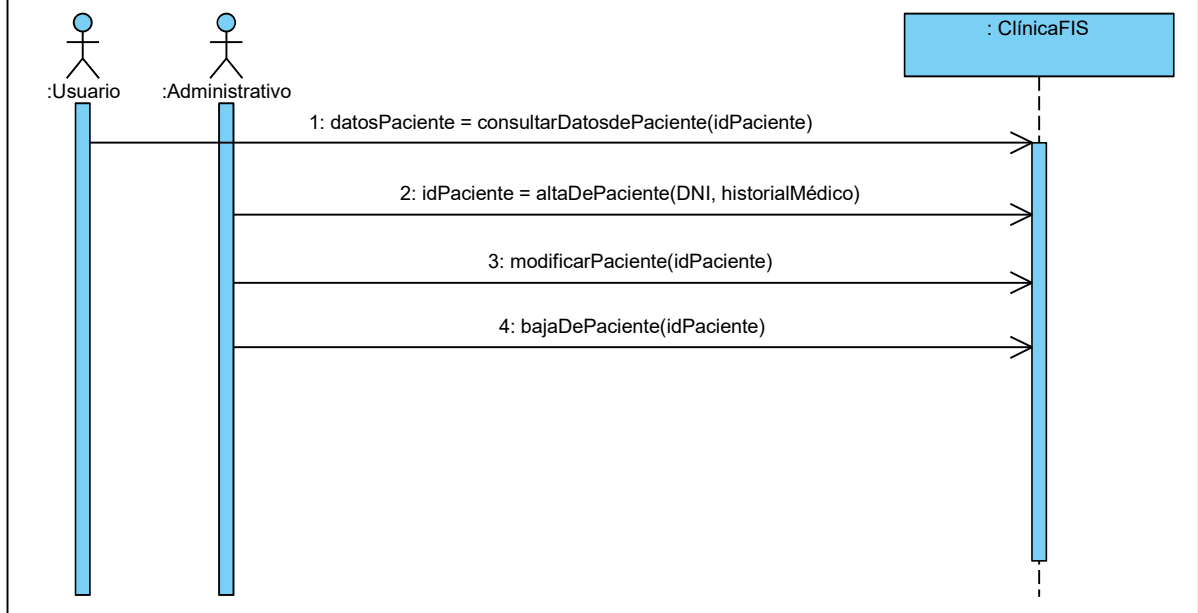 : ClínicaFIS
:Usuario
:Administrativo
1: datosPaciente = consultarDatosdePaciente(idPaciente)
2: idPaciente = altaDePaciente(DNI, historialMédico)
3: modificarPaciente(idPaciente)
4: bajaDePaciente(idPaciente)